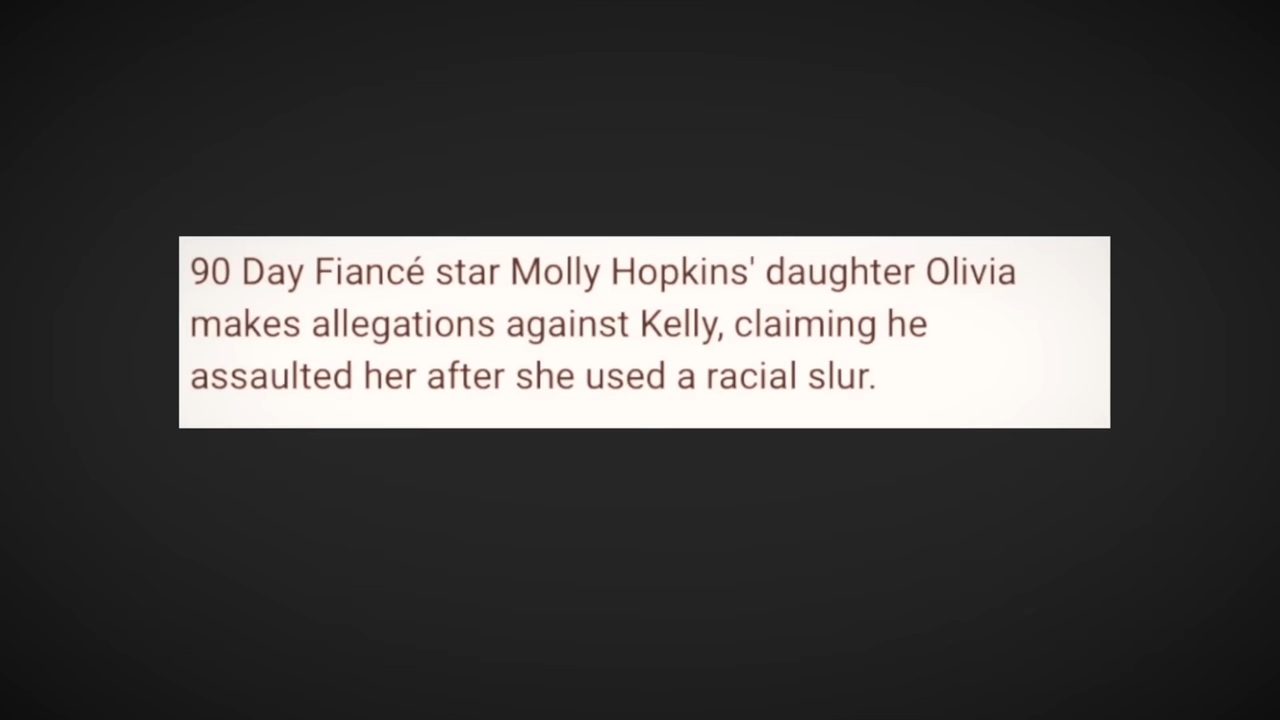 90 Day Fiancé star Molly Hopkins' daughter Olivia
makes allegations against Kelly, claiming he
assaulted her after she used a racial slur.